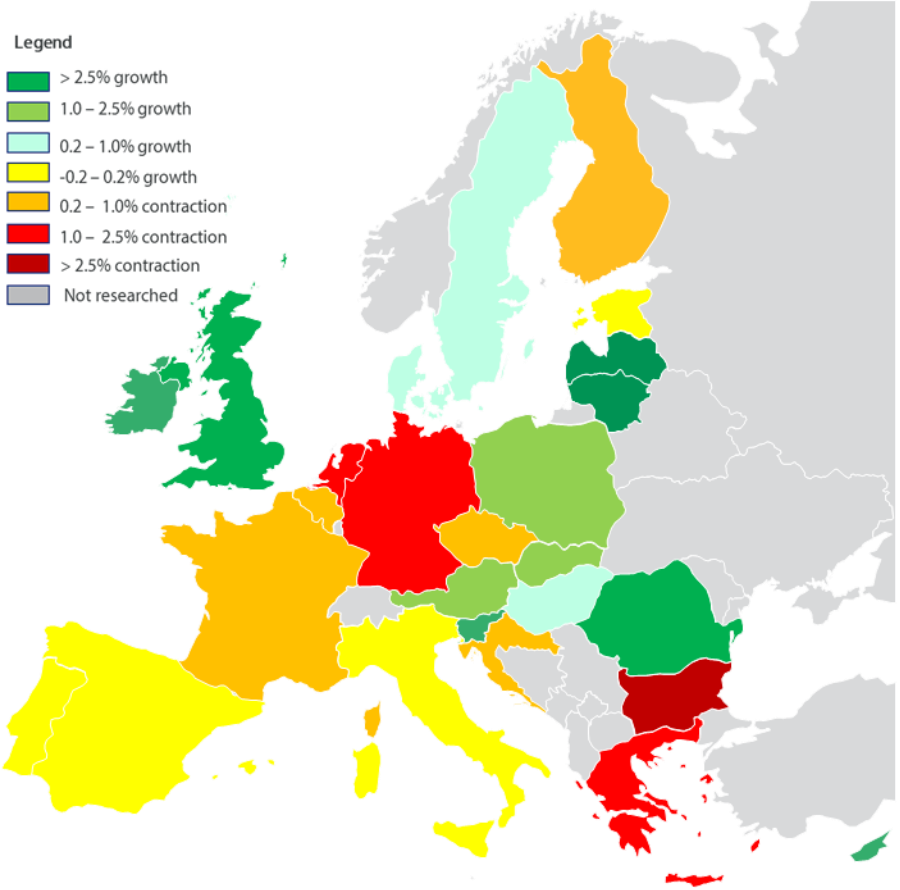 Legend
> 2.5% growth
1.0 – 2.5% growth
0.2 – 1.0% growth
-0.2 – 0.2% growth
0.2 – 1.0% contraction
1.0 – 2.5% contraction
> 2.5% contraction
Not researched